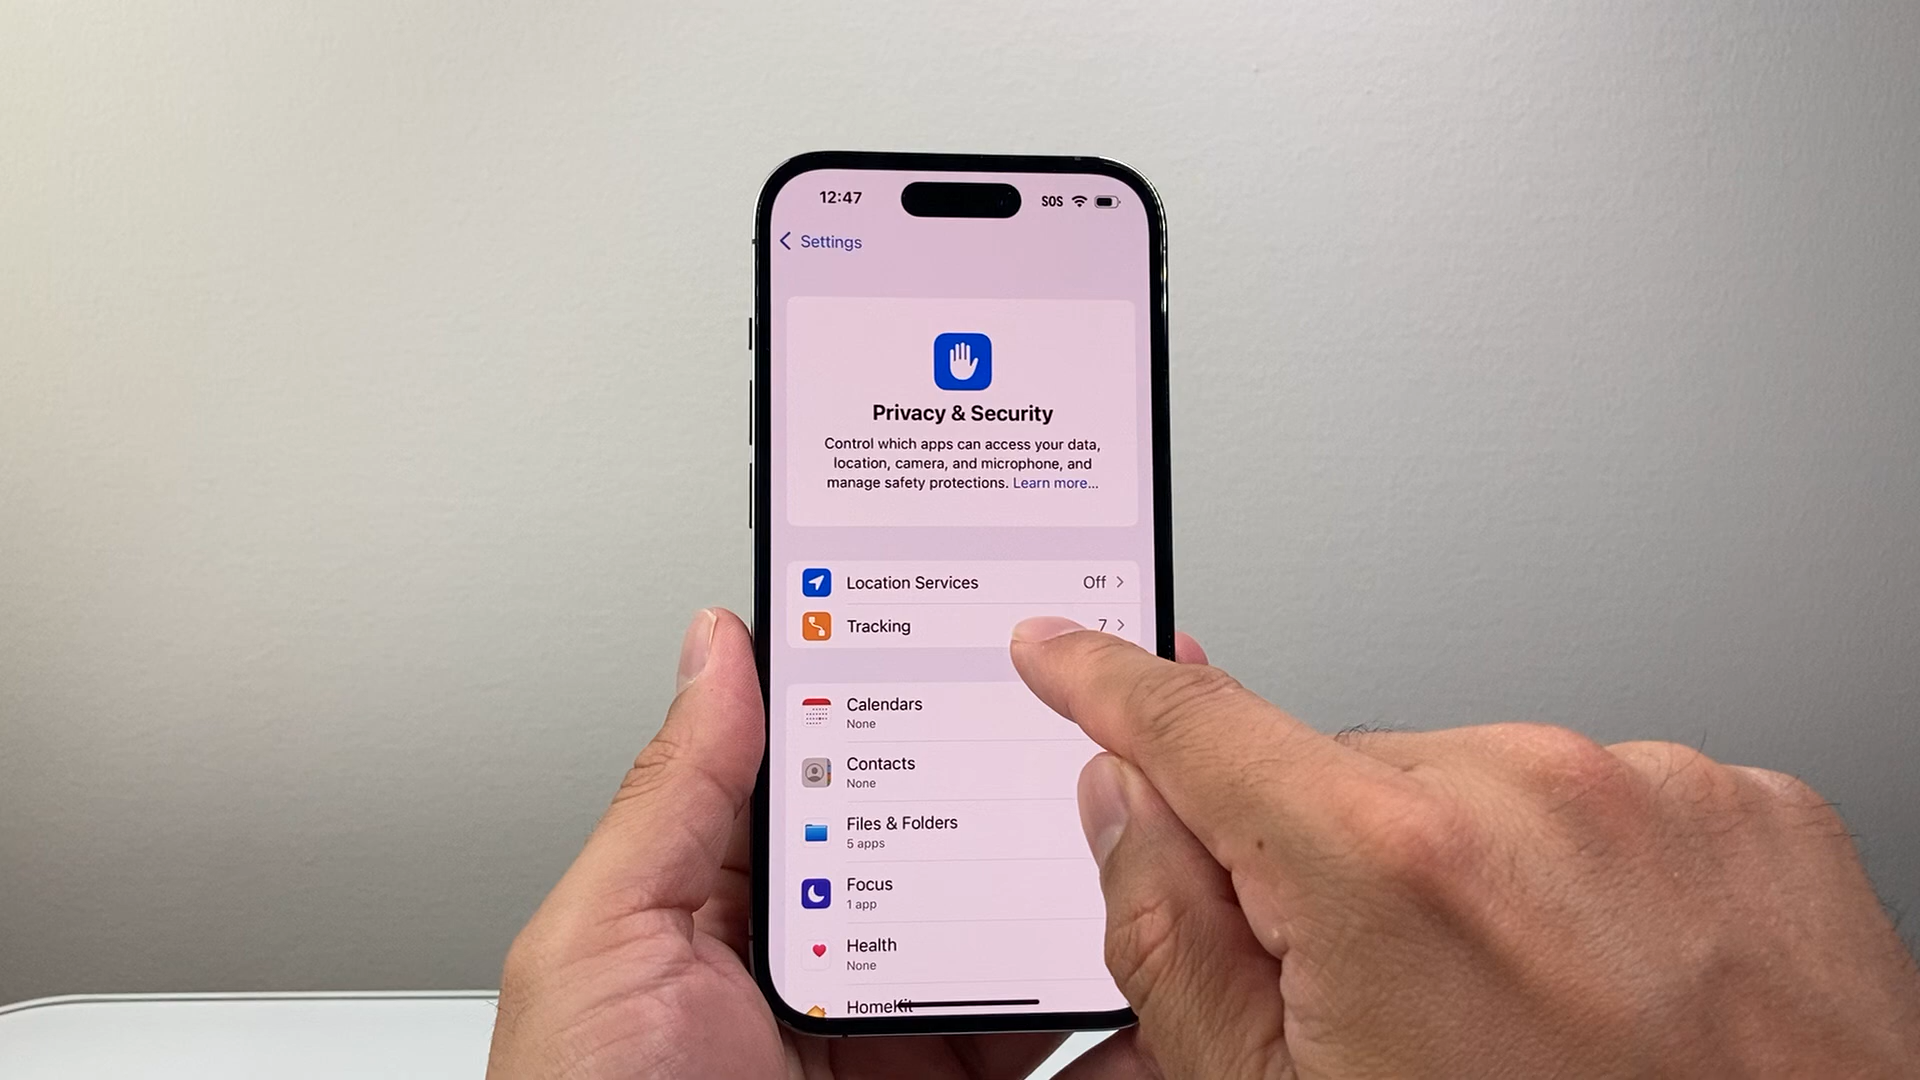 12:47
SOS
Settings
Privacy & Security
Control which apps can access your data,
location, camera, and microphone, and
manage safety protections. Learn more...
Location Services Off
Tracking 7
Calendars
None
Contacts
None
Files & Folders
5 apps
Focus
1 app
Health
None
HomeKit